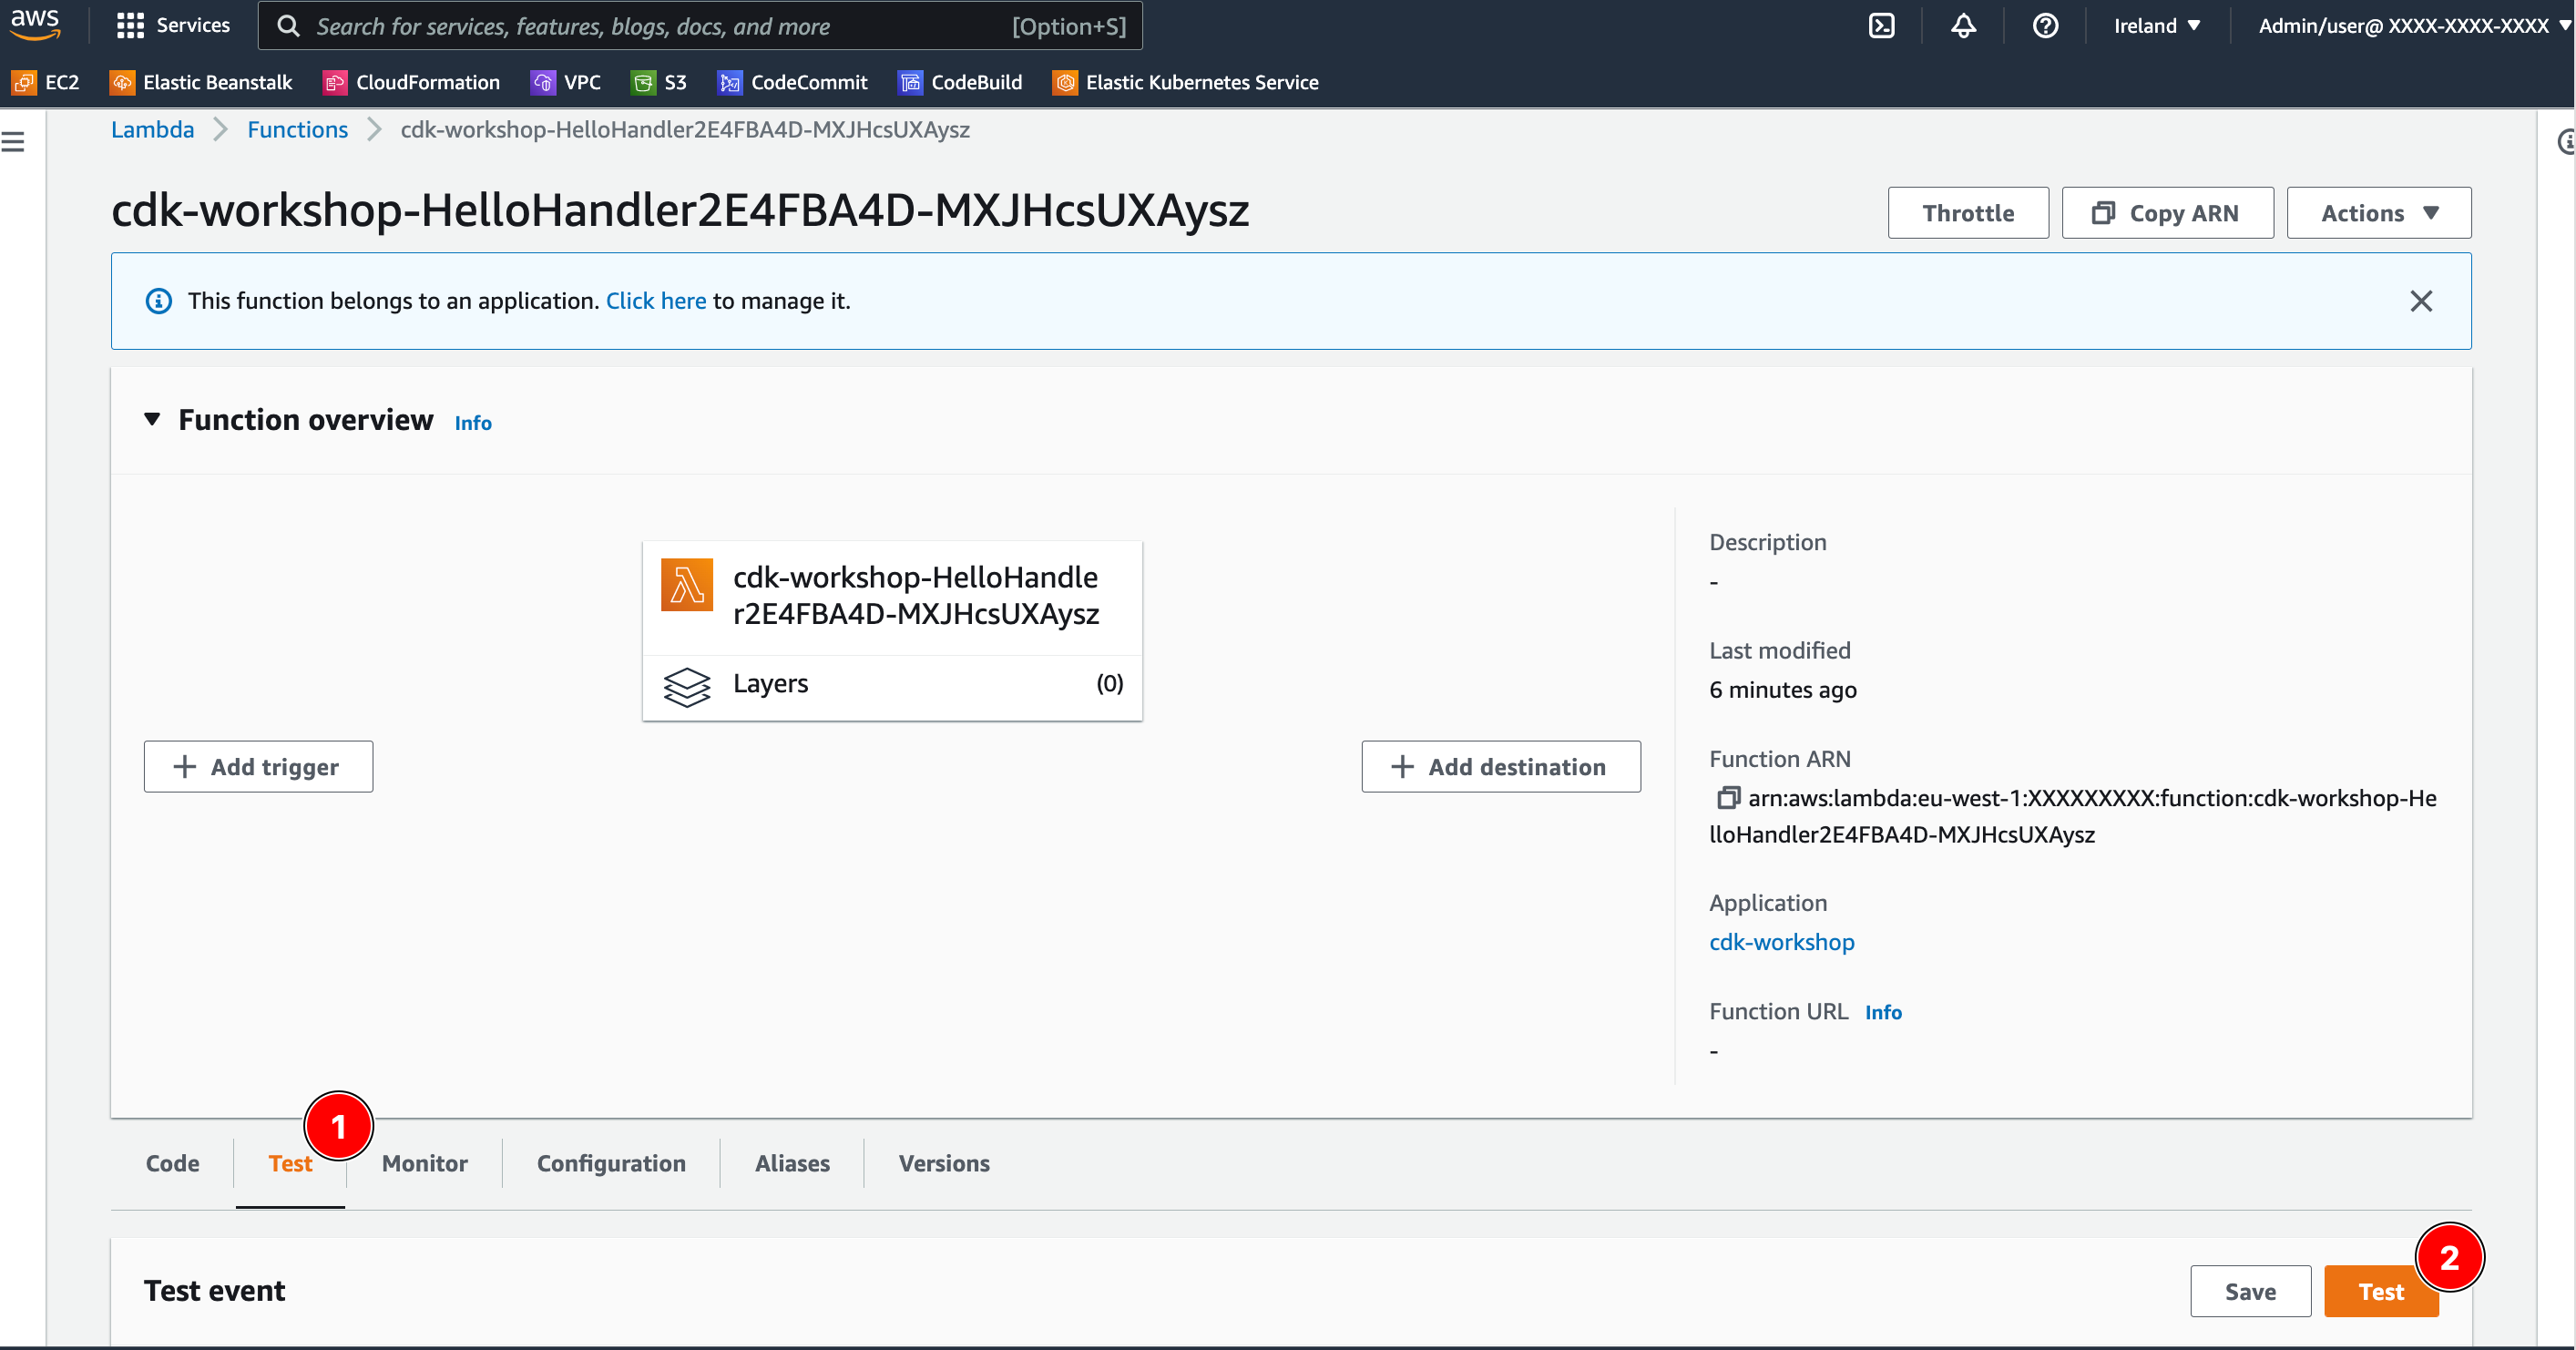 aws Services Search for services, features, blogs, docs, and more [Option+S] Ireland Admin/user@ XXXX-XXXX-XXXX
EC2 Elastic Beanstalk CloudFormation VPC S3 CodeCommit CodeBuild Elastic Kubernetes Service
Lambda Functions cdk-workshop-HelloHandler2E4FBA4D-MXJHcsUXAysz
cdk-workshop-HelloHandler2E4FBA4D-MXJHcsUXAysz Throttle Copy ARN Actions
This function belongs to an application. Click here to manage it.
Function overview Info
cdk-workshop-HelloHandle
r2E4FBA4D-MXJHcsUXAysz
Layers (0)
+ Add trigger
+ Add destination
Description
-
Last modified
6 minutes ago
Function ARN
arn:aws:lambda:eu-west-1:XXXXXXXXX:function:cdk-workshop-He
lloHandler2E4FBA4D-MXJHcsUXAysz
Application
cdk-workshop
Function URL Info
-
1
Code Test Monitor Configuration Aliases Versions
2
Test event Save Test